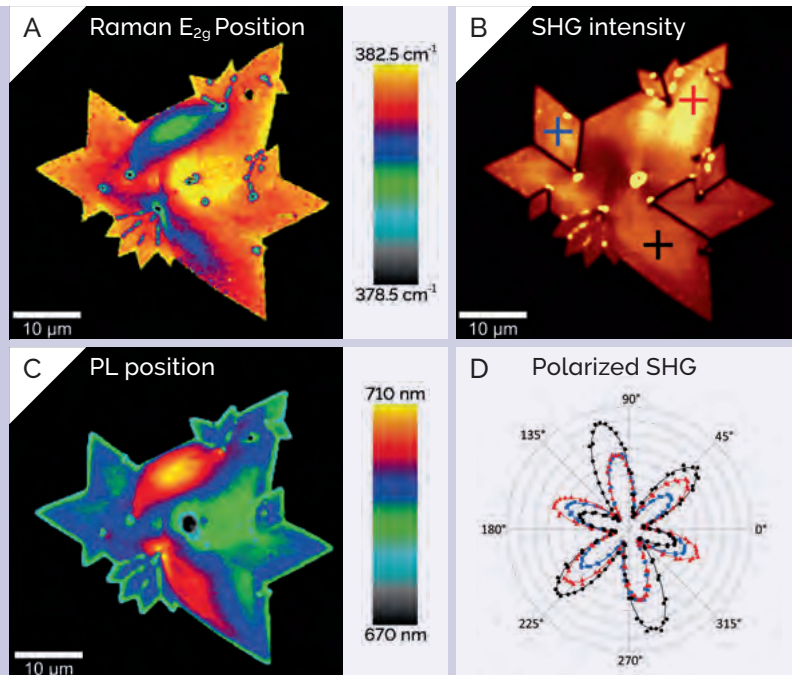 A
Raman E₂g Position
382.5 cm⁻¹
378.5 cm⁻¹
10 µm
B
SHG intensity
10 µm
C
PL position
710 nm
670 nm
10 µm
D
Polarized SHG
90°
135°
45°
180°
0°
225°
315°
270°